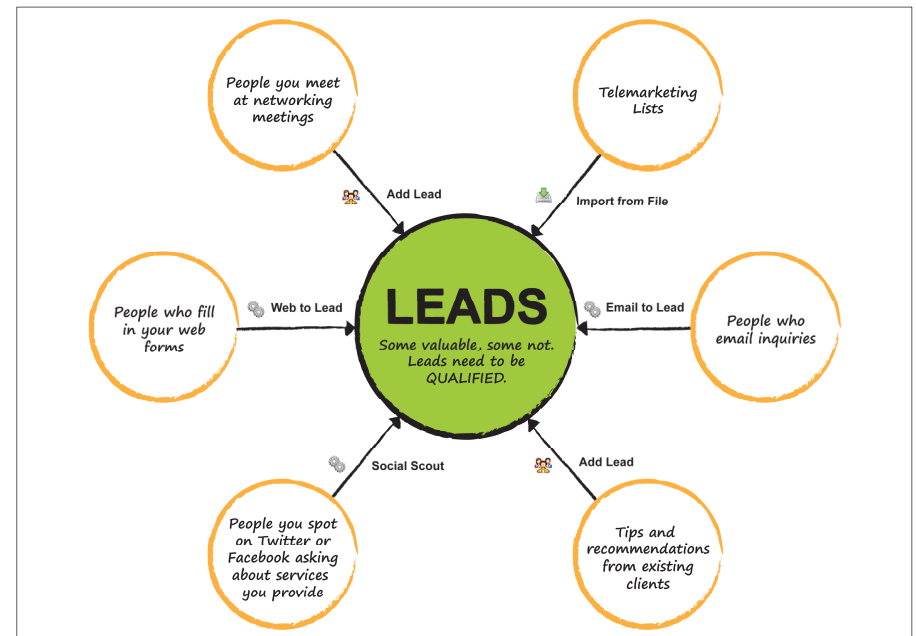 People you meet
at networking
meetings
Telemarketing
Lists
Add Lead
Import from File
People who fill
in your web
forms
Web to Lead
LEADS
Some valuable, some not.
Leads need to be
QUALIFIED.
Email to Lead
People who
email inquiries
Social Scout
Add Lead
People you spot
on Twitter or
Facebook asking
about services
you provide
Tips and
recommendations
from existing
clients